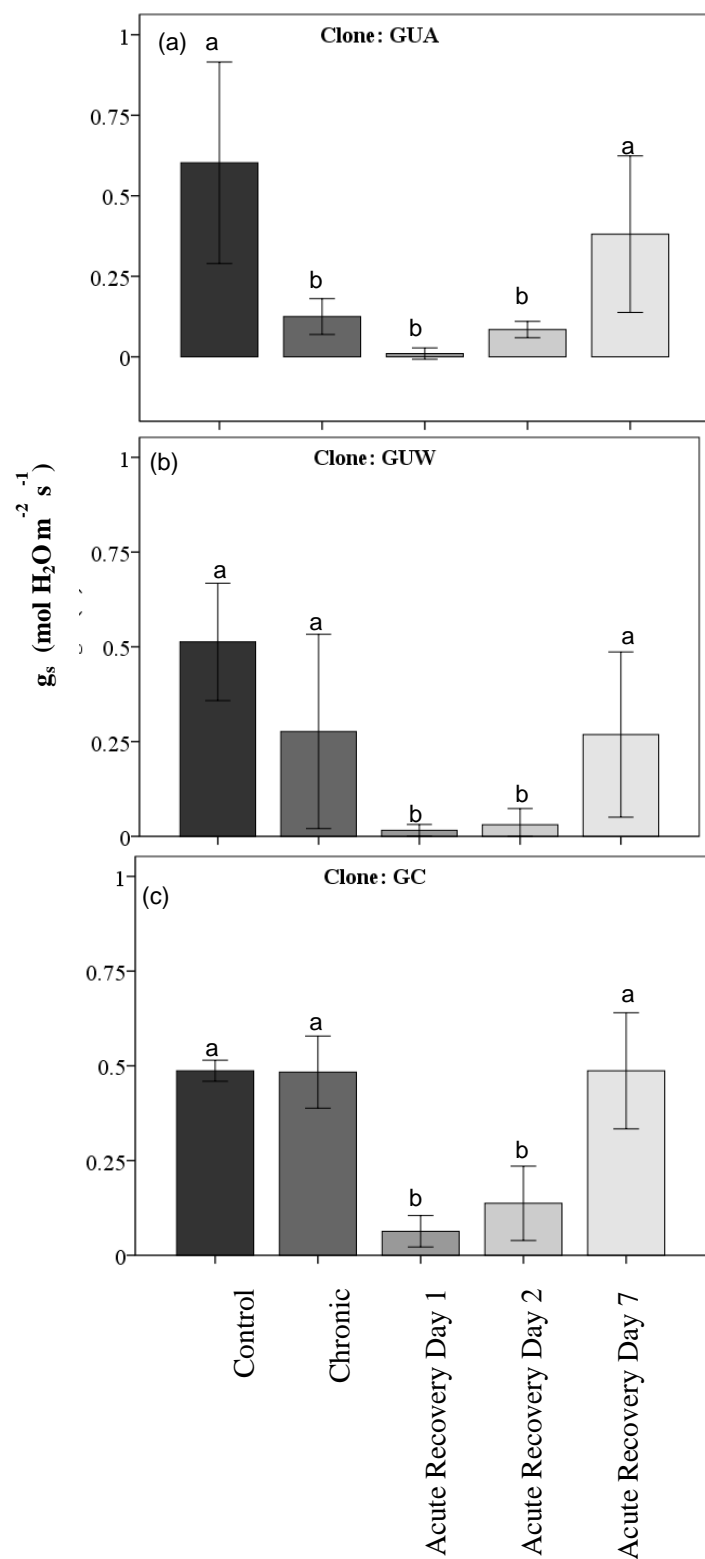 (a)
Clone: GUA
a
b
b
b
a
1
0.75
0.5
0.25
0
(b)
Clone: GUW
a
a
b
b
a
1
0.75
0.5
0.25
0
gₛ (mol H₂O m⁻² s⁻¹)
(c)
Clone: GC
a
a
b
b
a
1
0.75
0.5
0.25
0
Control
Chronic
Acute Recovery Day 1
Acute Recovery Day 2
Acute Recovery Day 7